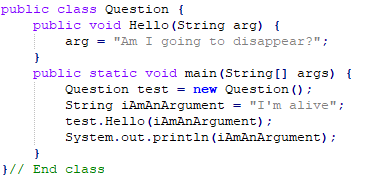 public class Question {
    public void Hello(String arg) {
        arg = "Am I going to disappear?";
    }
    public static void main(String[] args) {
        Question test = new Question();
        String iAmAnArgument = "I'm alive";
        test.Hello(iAmAnArgument);
        System.out.println(iAmAnArgument);
    }
}// End class